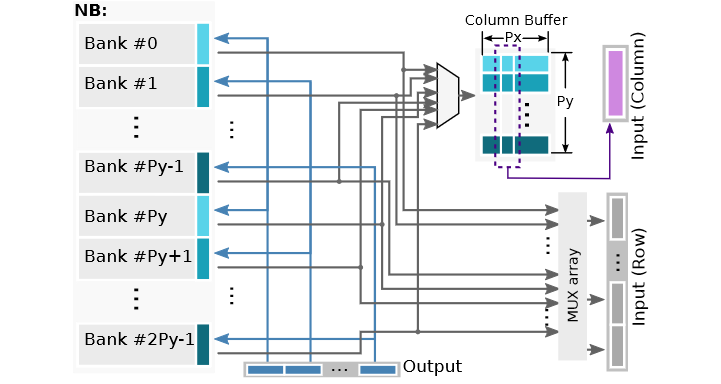 NB:
Bank #0
Bank #1
Bank #Py-1
Bank #Py
Bank #Py+1
Bank #2Py-1
Output
Column Buffer
Px
Py
Input (Column)
MUX array
Input (Row)